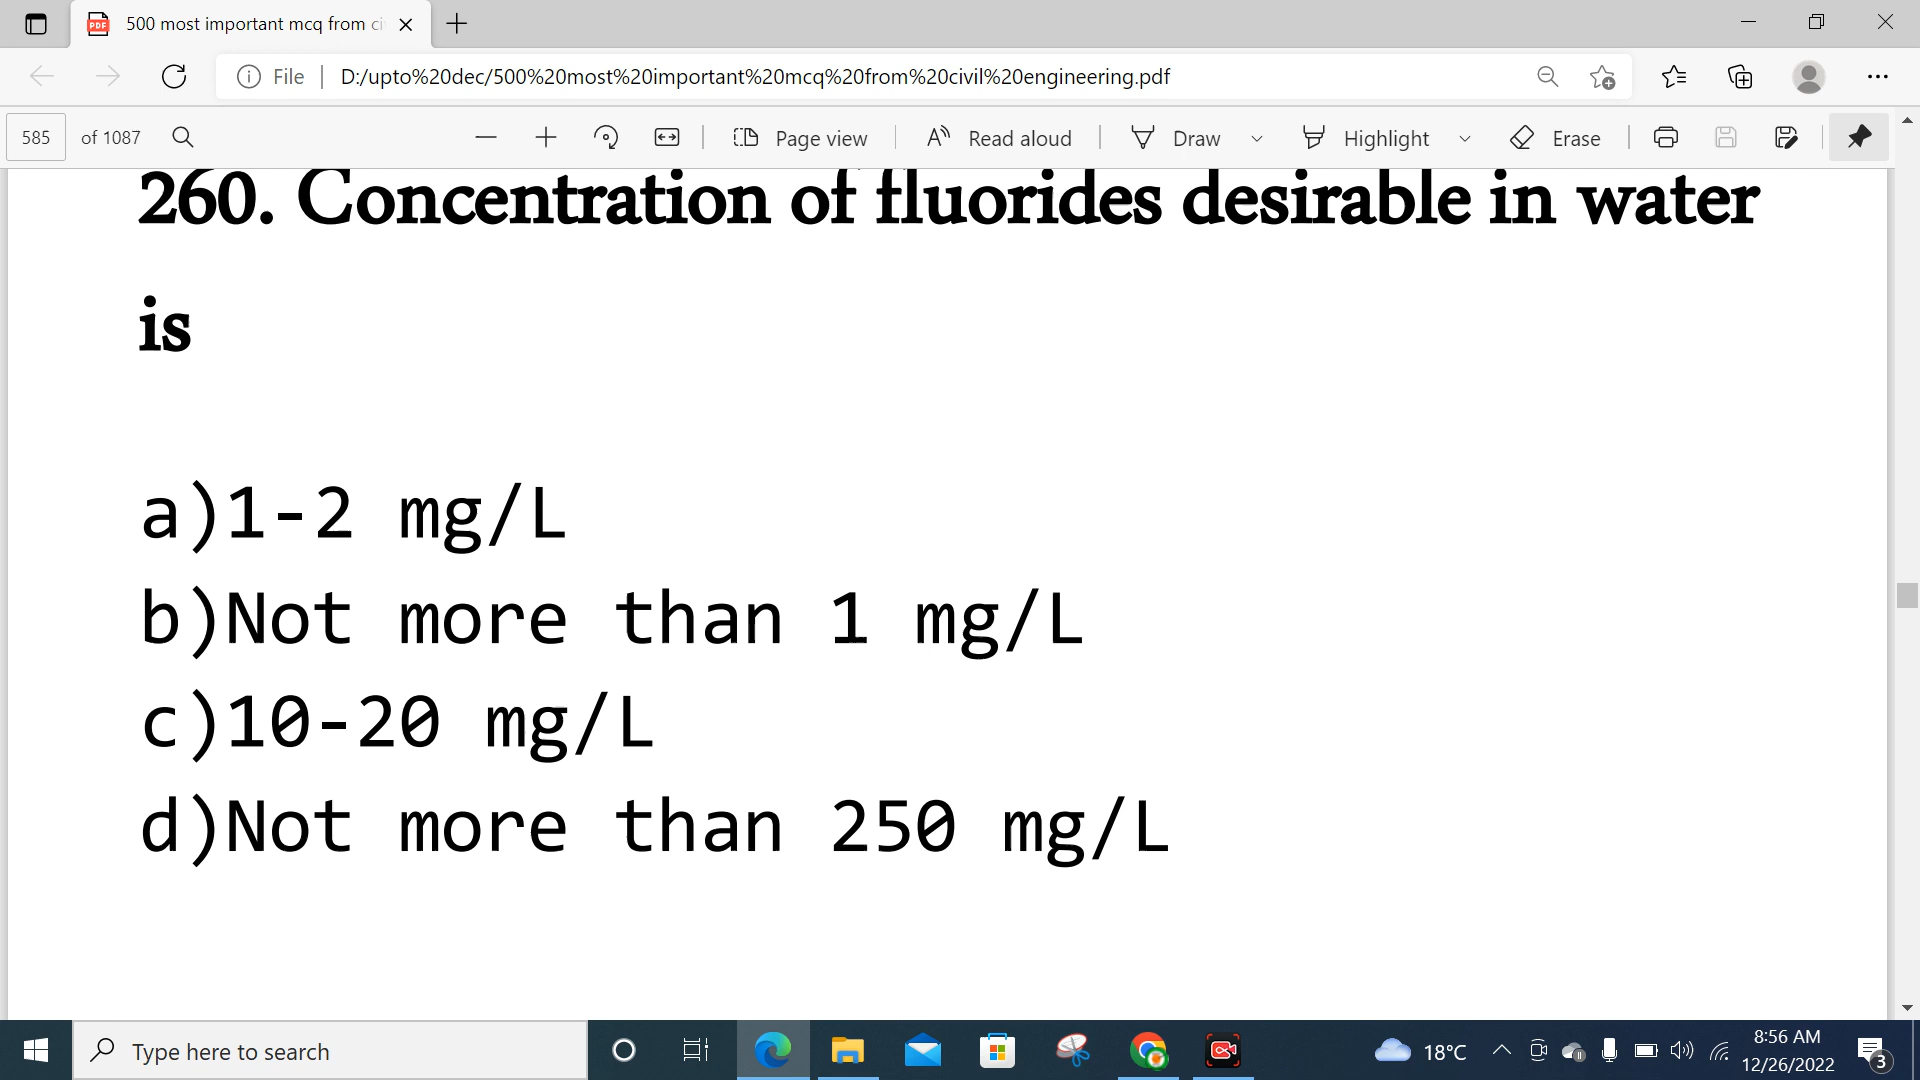 500 most important mcq from ci
File
D:/upto%20dec/500%20most%20important%20mcq%20from%20civil%20engineering.pdf
585 of 1087
Page view
Read aloud
Draw
Highlight
Erase
260. Concentration of fluorides desirable in water
is
a)1-2 mg/L
b)Not more than 1 mg/L
c)10-20 mg/L
d)Not more than 250 mg/L
Type here to search
18°C
8:56 AM
12/26/2022
3